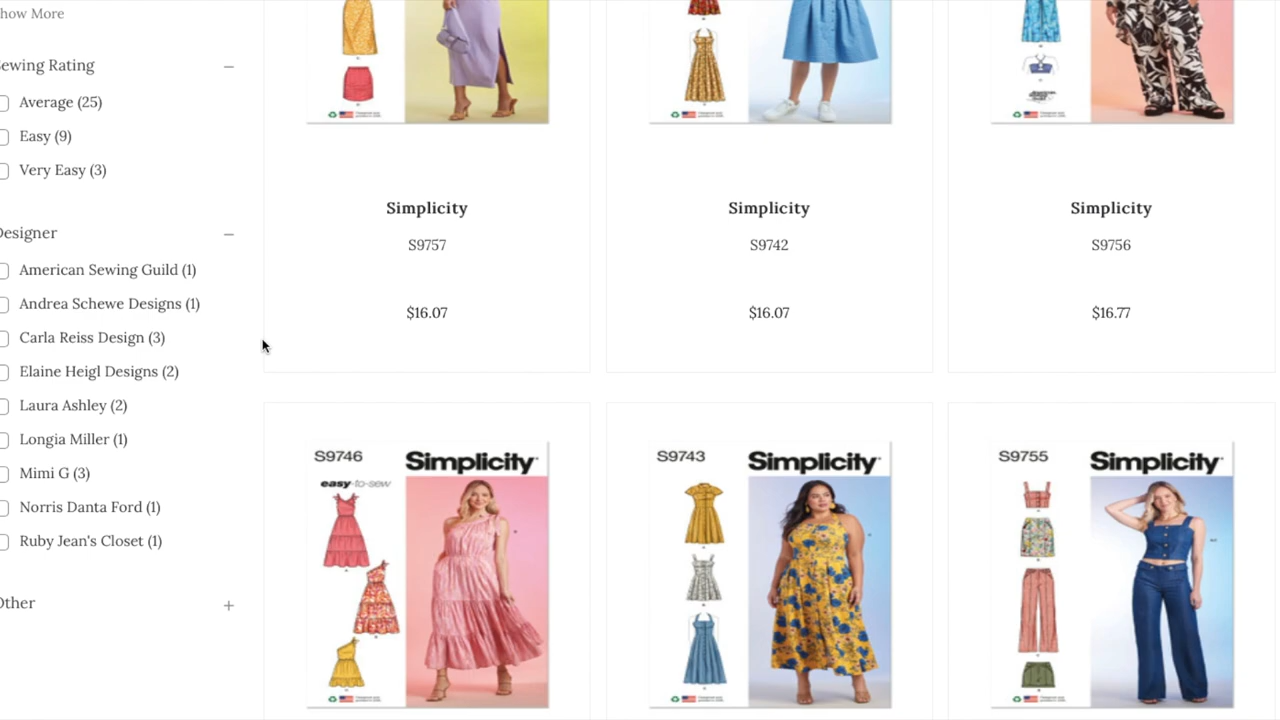 how More
ewing Rating
Average (25)
Easy (9)
Very Easy (3)
esigner
American Sewing Guild (1)
Andrea Schewe Designs (1)
Carla Reiss Design (3)
Elaine Heigl Designs (2)
Laura Ashley (2)
Longia Miller (1)
Mimi G (3)
Norris Danta Ford (1)
Ruby Jean's Closet (1)
Other
Simplicity
S9757
$16.07
Simplicity
S9742
$16.07
Simplicity
S9756
$16.77
S9746 Simplicity
easy-to-sew
S9743 Simplicity
S9755 Simplicity